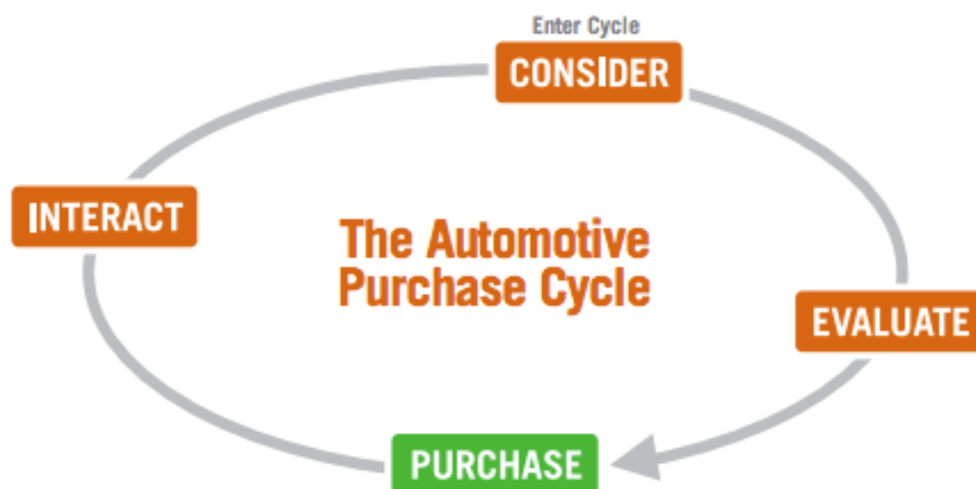 Enter Cycle
CONSIDER
INTERACT
The Automotive
Purchase Cycle
EVALUATE
PURCHASE